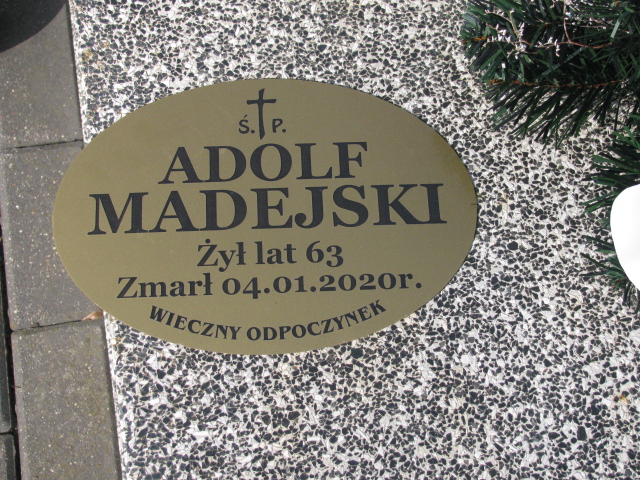 Ś. P.
ADOLF
MADEJSKI
Żył lat 63
Zmarł 04.01.2020r.
WIECZNY ODPOCZYNEK